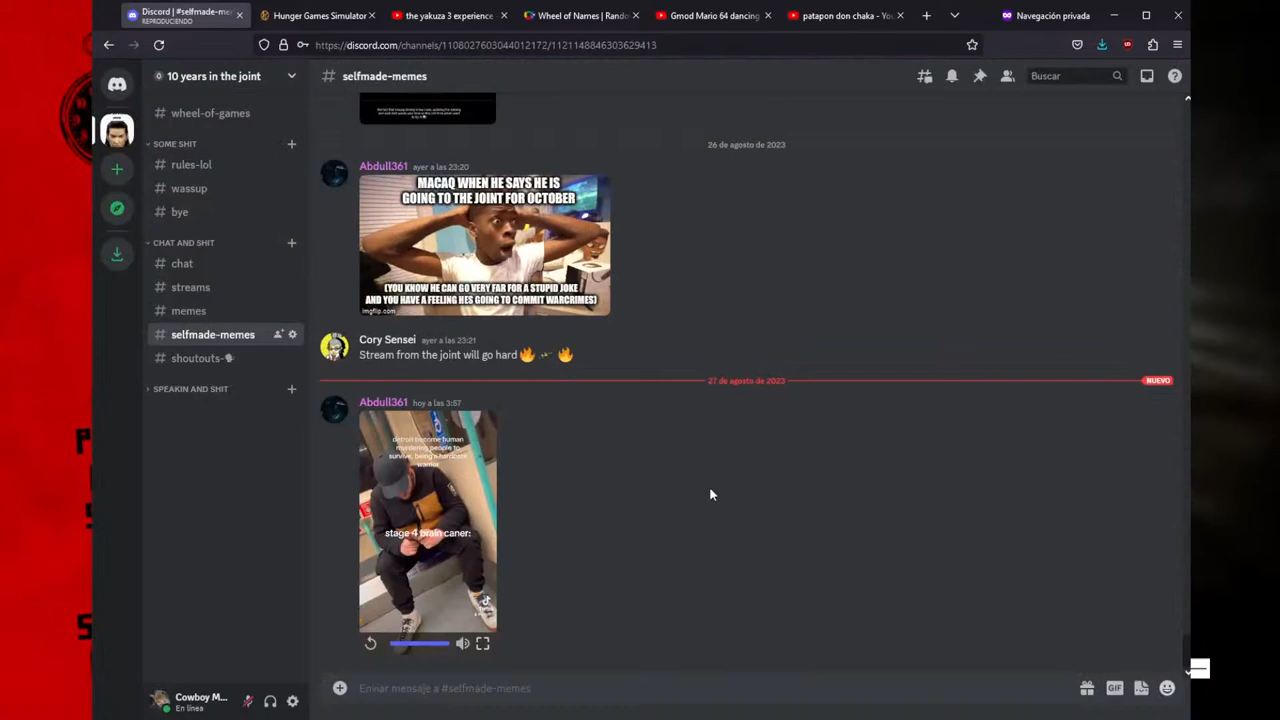 Discord | #selfmade-mem
REPRODUCIENDO
Hunger Games Simulator
the yakuza 3 experience
Wheel of Names | Rand
Gmod Mario 64 dancing
patapon don chaka - Yo
Navegación privada
https://discord.com/channels/1108027603044012172/1121148846303629413
10 years in the joint
# selfmade-memes
Buscar
# wheel-of-games
SOME SHIT
# rules-lol
# wassup
# bye
CHAT AND SHIT
# chat
# streams
# memes
# selfmade-memes
# shoutouts-🗣
SPEAKIN AND SHIT
Cowboy M...
En línea
26 de agosto de 2023
Abdull361 ayer a las 23:20
MACAQ WHEN HE SAYS HE IS
GOING TO THE JOINT FOR OCTOBER
(YOU KNOW HE CAN GO VERY FAR FOR A STUPID JOKE
AND YOU HAVE A FEELING HES GOING TO COMMIT WARCRIMES)
imgflip.com
Cory Sensei ayer a las 23:21
Stream from the joint will go hard 🔥 🔥
27 de agosto de 2023
NUEVO
Abdull361 hoy a las 3:57
detroit become human
murdering people to
survive, being a hardcore
warrior
stage 4 brain caner:
TikTok
Enviar mensaje a #selfmade-memes
GIF